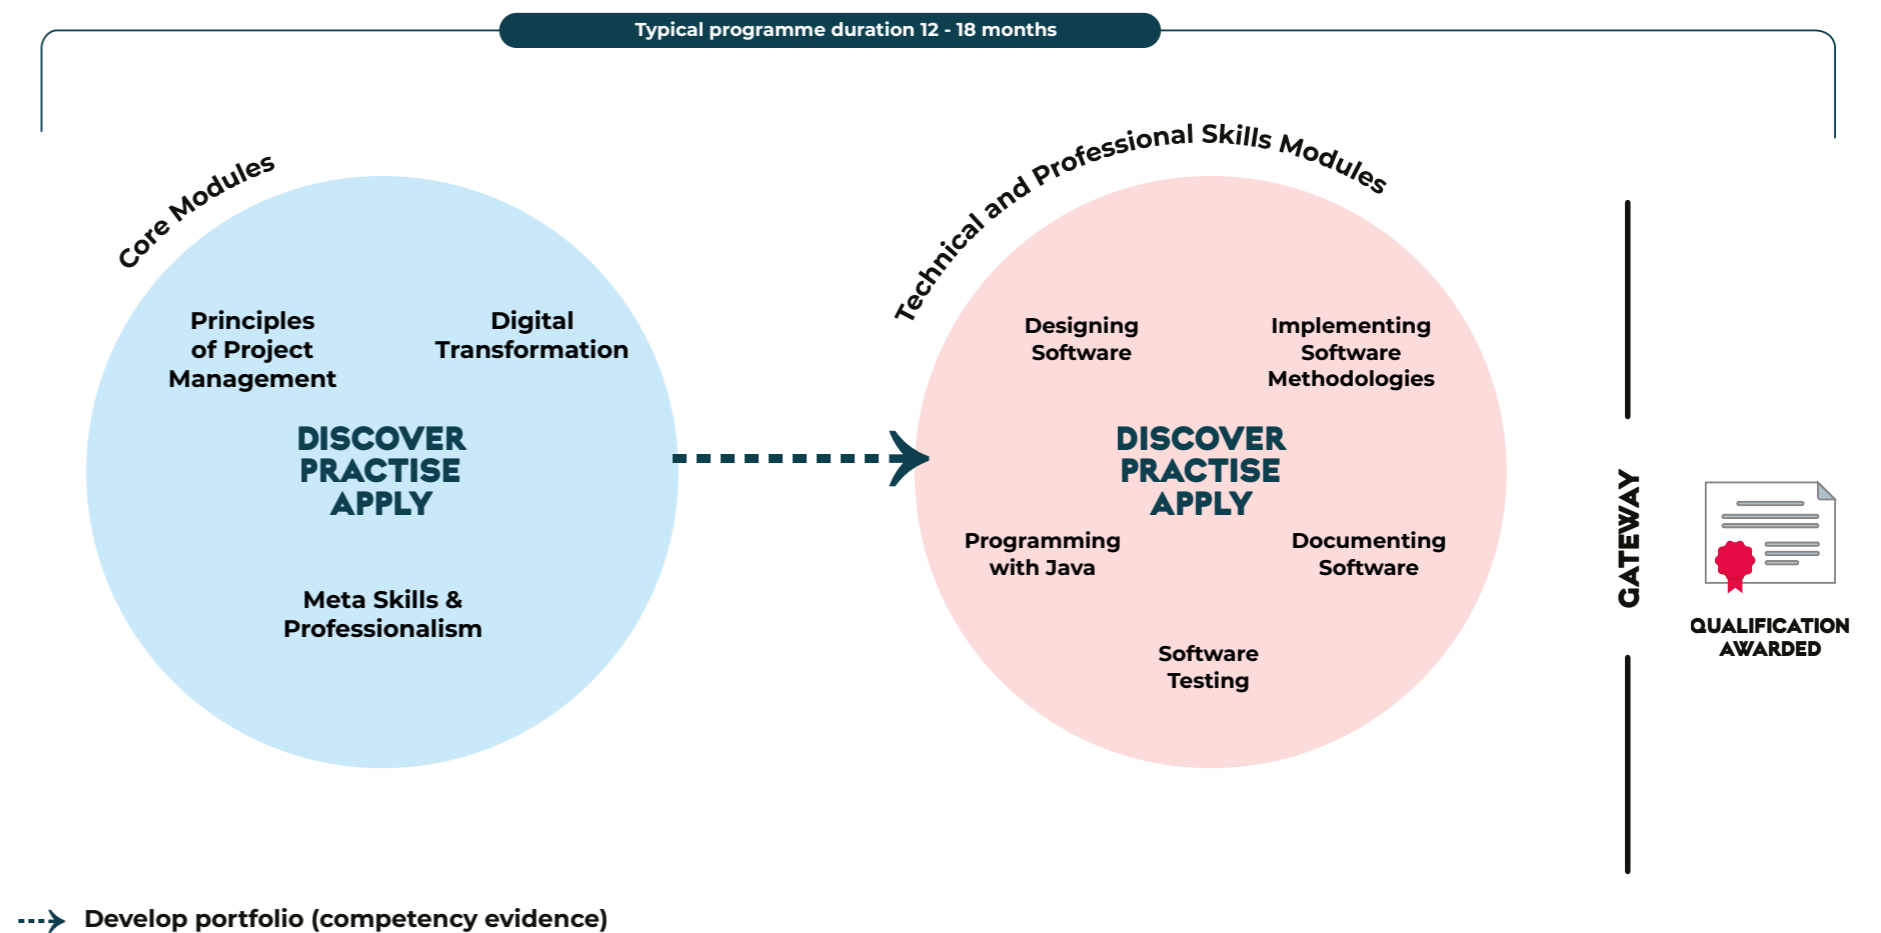 Typical programme duration 12 - 18 months
Core Modules
Principles
of Project
Management
Digital
Transformation
DISCOVER
PRACTISE
APPLY
Meta Skills &
Professionalism
Technical and Professional Skills Modules
Designing
Software
Implementing
Software
Methodologies
DISCOVER
PRACTISE
APPLY
Programming
with Java
Documenting
Software
Software
Testing
GATEWAY
QUALIFICATION
AWARDED
Develop portfolio (competency evidence)